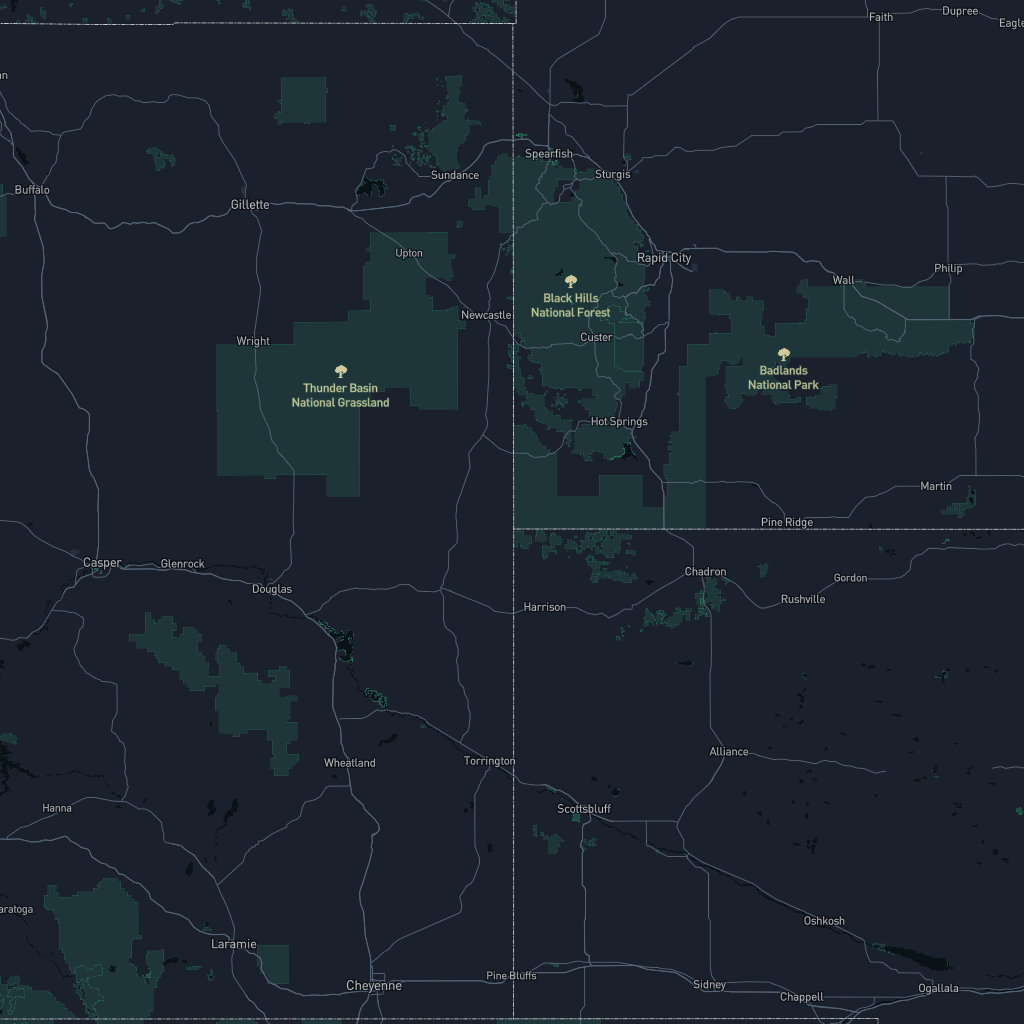 Faith
Dupree
Eagle
Spearfish
Sturgis
Sundance
Buffalo
Gillette
Upton
Rapid City
Philip
Wall
Black Hills
National Forest
Newcastle
Custer
Wright
Badlands
National Park
Thunder Basin
National Grassland
Hot Springs
Martin
Pine Ridge
Casper
Glenrock
Douglas
Chadron
Gordon
Rushville
Harrison
Alliance
Wheatland
Torrington
Scottsbluff
Hanna
aratoga
Oshkosh
Laramie
Pine Bluffs
Cheyenne
Sidney
Chappell
Ogallala